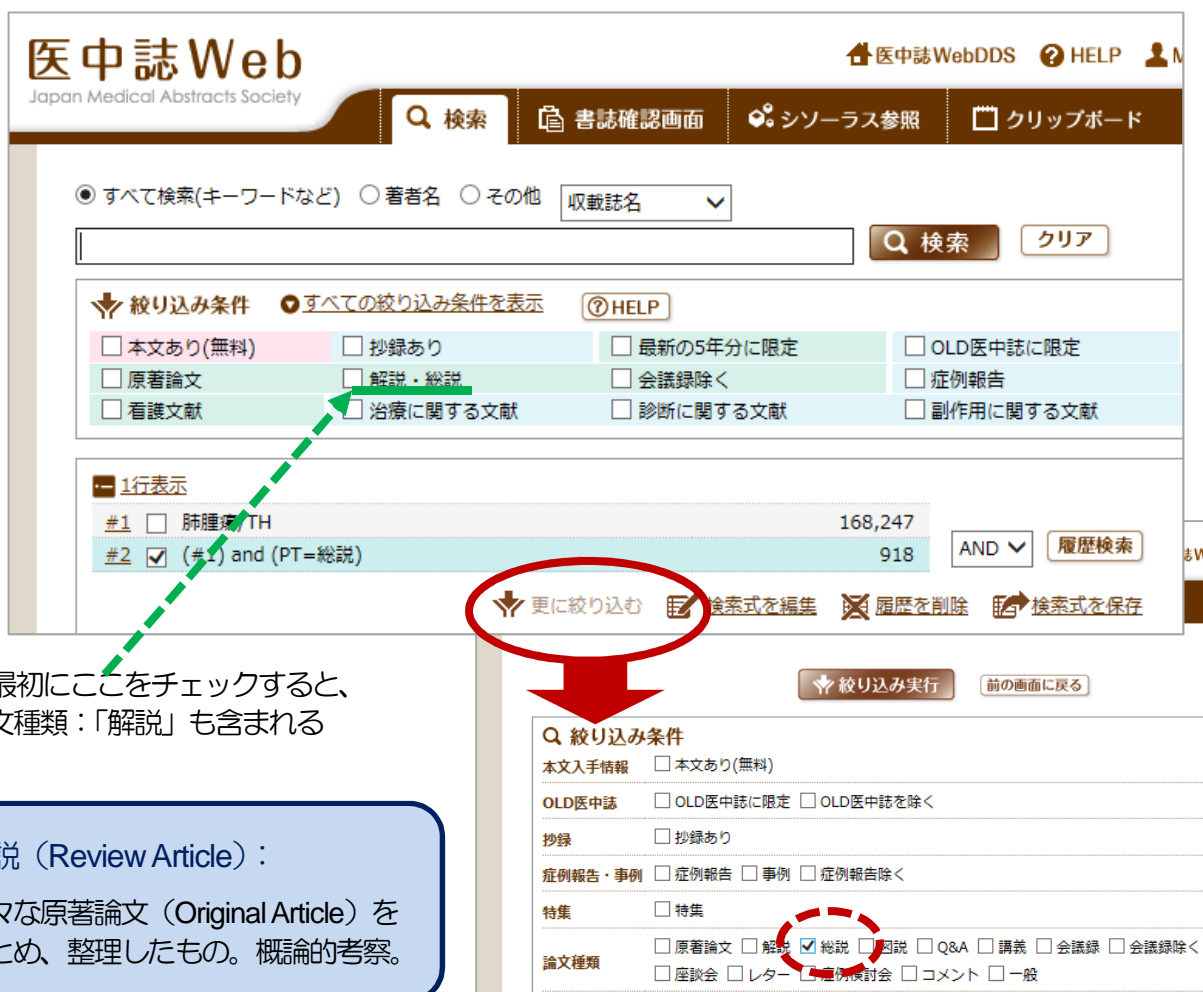 医中誌Web
Japan Medical Abstracts Society
医中誌WebDDS HELP M
検索 書誌確認画面 シソーラス参照 クリップボード
すべて検索(キーワードなど) 著者名 その他 収載誌名
検索 クリア
絞り込み条件 すべての絞り込み条件を表示 HELP
本文あり(無料) 抄録あり 最新の5年分に限定 OLD医中誌に限定
原著論文 解説・総説 会議録除く 症例報告
看護文献 治療に関する文献 診断に関する文献 副作用に関する文献
1行表示
#1 肺腫瘍/TH 168,247
#2 (#1) and (PT=総説) 918 AND 履歴検索
更に絞り込む 検索式を編集 履歴を削除 検索式を保存
最初にここをチェックすると、
文種類：「解説」も含まれる
絞り込み実行 前の画面に戻る
絞り込み条件
本文入手情報 本文あり(無料)
OLD医中誌 OLD医中誌に限定 OLD医中誌を除く
抄録 抄録あり
症例報告・事例 症例報告 事例 症例報告除く
特集 特集
論文種類 原著論文 解説 総説 図説 Q&A 講義 会議録 会議録除く
座談会 レター 症例検討会 コメント 一般
説（Review Article）：
々な原著論文（Original Article）を
とめ、整理したもの。概論的考察。